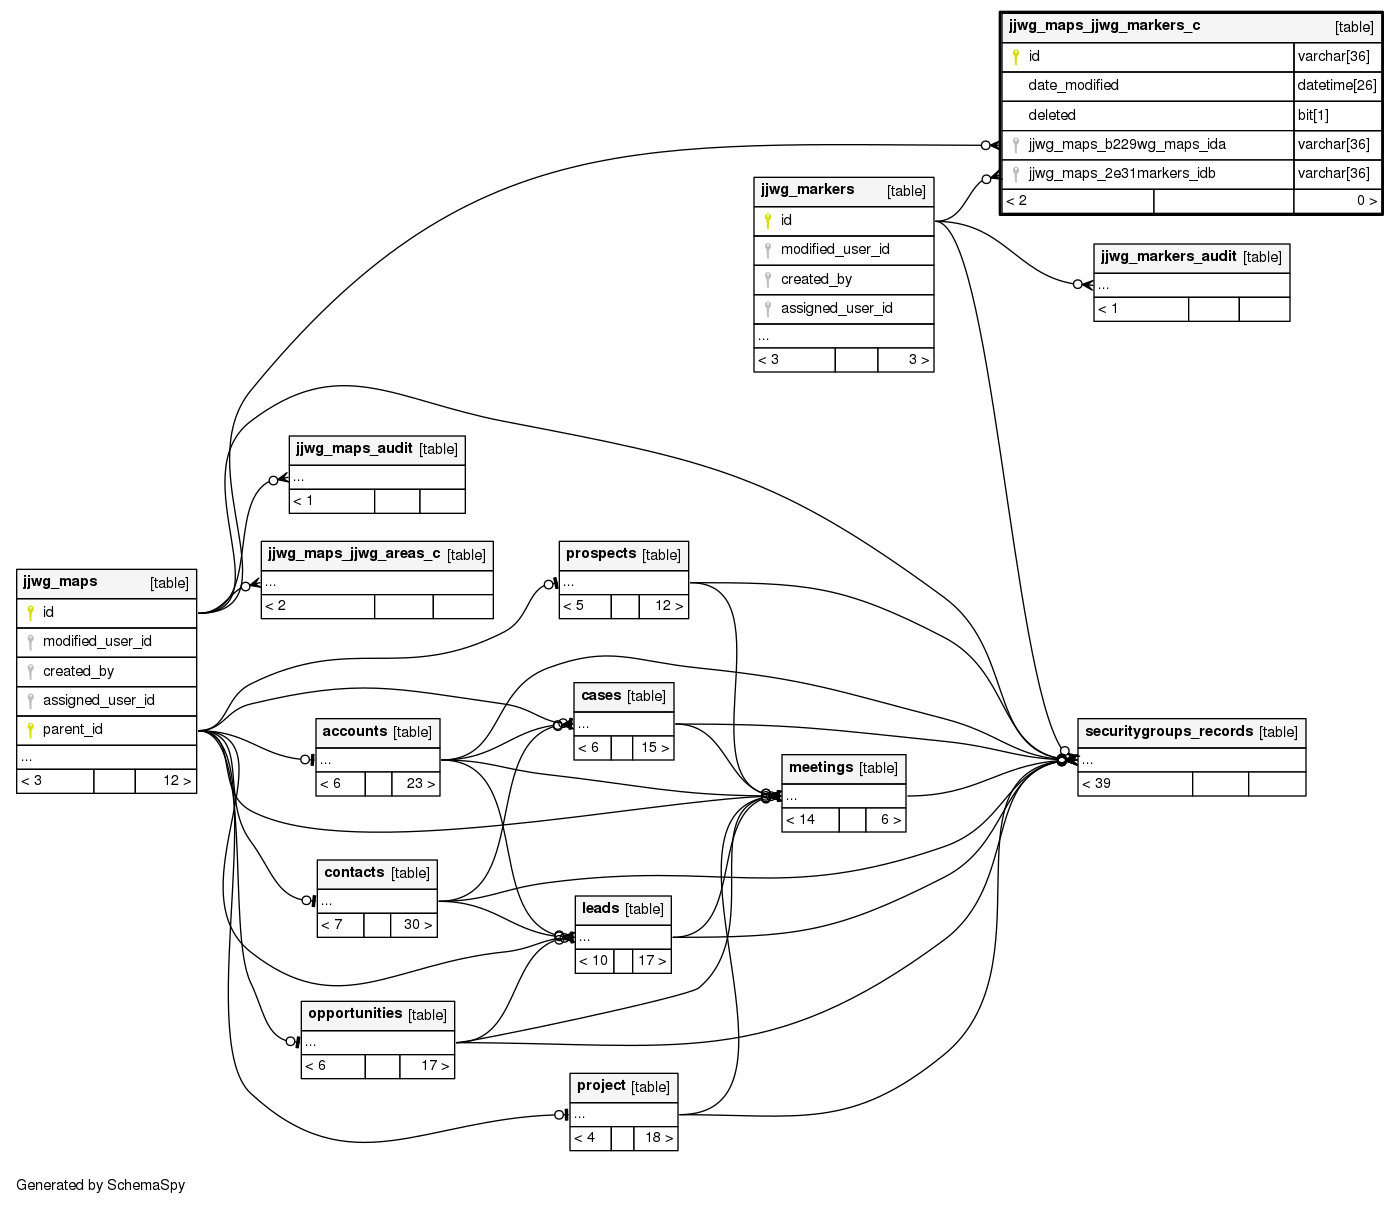 jjwg_maps_jjwg_markers_c [table]
id varchar[36]
date_modified datetime[26]
deleted bit[1]
jjwg_maps_b229wg_maps_ida varchar[36]
jjwg_maps_2e31markers_idb varchar[36]
< 2 0 >
jjwg_markers [table]
id
modified_user_id
created_by
assigned_user_id
...
< 3 3 >
jjwg_markers_audit [table]
...
< 1
jjwg_maps_audit [table]
...
< 1
jjwg_maps_jjwg_areas_c [table]
...
< 2
prospects [table]
...
< 5 12 >
jjwg_maps [table]
id
modified_user_id
created_by
assigned_user_id
parent_id
...
< 3 12 >
cases [table]
...
< 6 15 >
accounts [table]
...
< 6 23 >
securitygroups_records [table]
...
< 39
meetings [table]
...
< 14 6 >
contacts [table]
...
< 7 30 >
leads [table]
...
< 10 17 >
opportunities [table]
...
< 6 17 >
project [table]
...
< 4 18 >
Generated by SchemaSpy